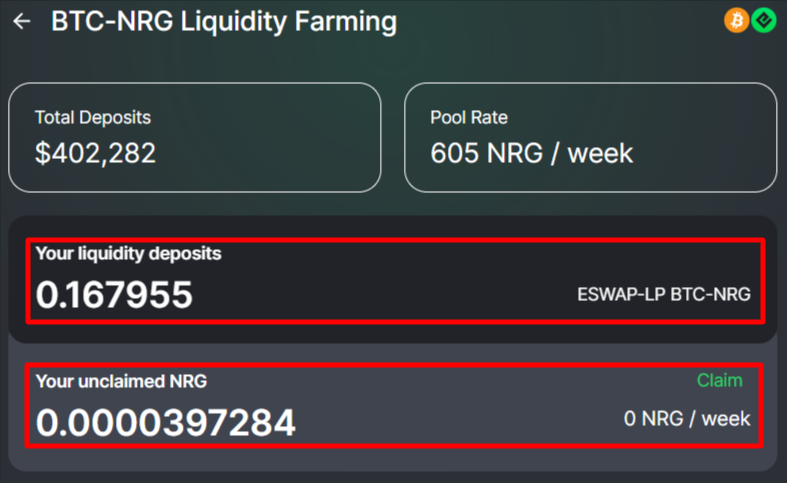 BTC-NRG Liquidity Farming
Total Deposits
$402,282
Pool Rate
605 NRG / week
Your liquidity deposits
0.167955
ESWAP-LP BTC-NRG
Your unclaimed NRG
Claim
0.0000397284
0 NRG / week